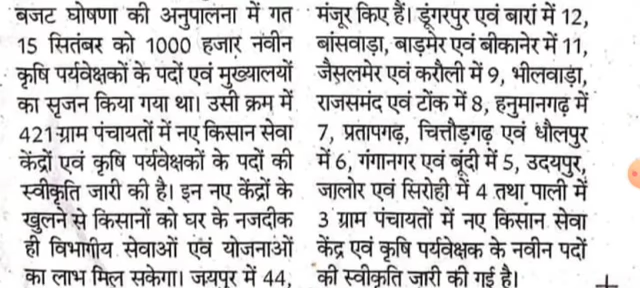 बजट घोषणा की अनुपालना में गत
15 सितंबर को 1000 हजार नवीन
कृषि पर्यवेक्षकों के पदों एवं मुख्यालयों
का सृजन किया गया था। उसी क्रम में
421 ग्राम पंचायतों में नए किसान सेवा
केंद्रों एवं कृषि पर्यवेक्षकों के पदों की
स्वीकृति जारी की है। इन नए केंद्रों के
खुलने से किसानों को घर के नजदीक
ही विभागीय सेवाओं एवं योजनाओं
का लाभ मिल सकेगा। जयपुर में 44,
मंजूर किए हैं। डूंगरपुर एवं बारां में 12,
बांसवाड़ा, बाड़मेर एवं बीकानेर में 11,
जैसलमेर एवं करौली में 9, भीलवाड़ा,
राजसमंद एवं टोंक में 8, हनुमानगढ़ में
7, प्रतापगढ़, चित्तौड़गढ़ एवं धौलपुर
में 6, गंगानगर एवं बूंदी में 5, उदयपुर,
जालोर एवं सिरोही में 4 तथा पाली में
3 ग्राम पंचायतों में नए किसान सेवा
केंद्र एवं कृषि पर्यवेक्षक के नवीन पदों
की स्वीकृति जारी की गई है।